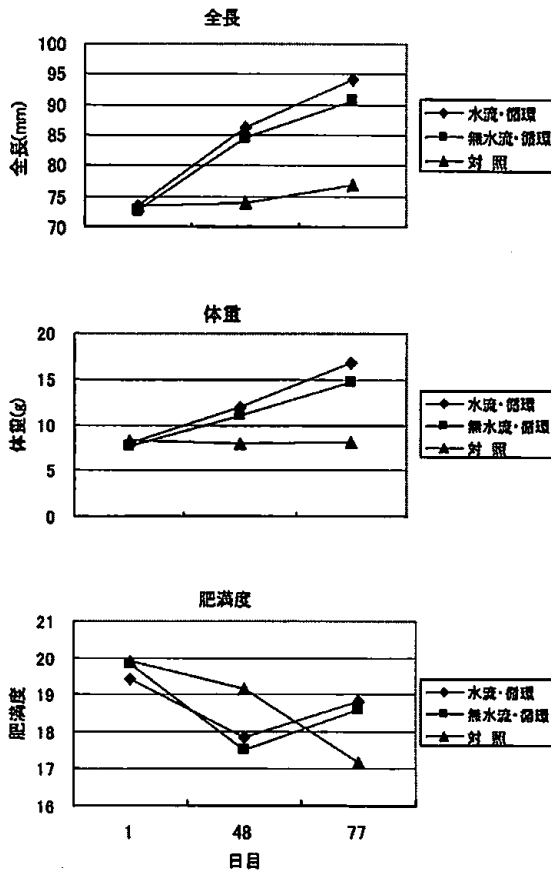 全長
100
95
90
85
80
75
70
全長(mm)
水流・循環
無水流・循環
対 照
体重
20
15
10
5
0
体重(g)
水流・循環
無水流・循環
対 照
肥満度
21
20
19
18
17
16
肥満度
水流・循環
無水流・循環
対 照
1 48 77
日目